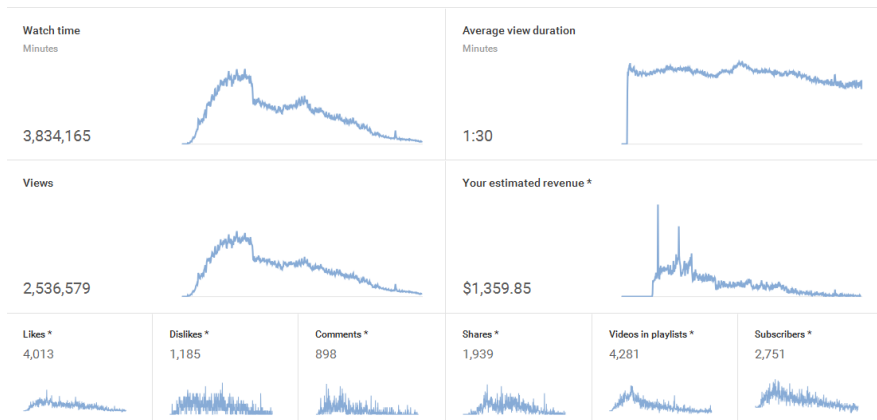 Watch time
Minutes
3,834,165
Average view duration
Minutes
1:30
Views
2,536,579
Your estimated revenue *
$1,359.85
Likes *
4,013
Dislikes *
1,185
Comments *
898
Shares *
1,939
Videos in playlists *
4,281
Subscribers *
2,751